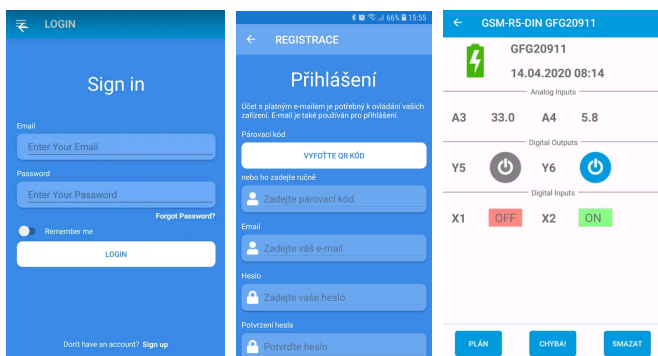 LOGIN
Sign in
Email
Enter Your Email
Password
Enter Your Password
Forgot Password?
Remember me
LOGIN
Don't have an account? Sign up
66% 15:55
REGISTRACE
Přihlášení
Účet s platným e-mailem je potřebný k ovládání vašich
zařízení. E-mail je také používán pro přihlášení.
Párovací kód
VYFOŤTE QR KÓD
nebo ho zadejte ručně
Zadejte párovací kód
Email
Zadejte váš e-mail
Heslo
Zadejte vaše heslo
Potvrzení hesla
Potvrďte heslo
GSM-R5-DIN GFG20911
GFG20911
14.04.2020 08:14
Analog Inputs
A3 33.0 A4 5.8
Digital Outputs
Y5 Y6
Digital Inputs
X1 OFF X2 ON
PLÁN CHYBA! SMAZAT